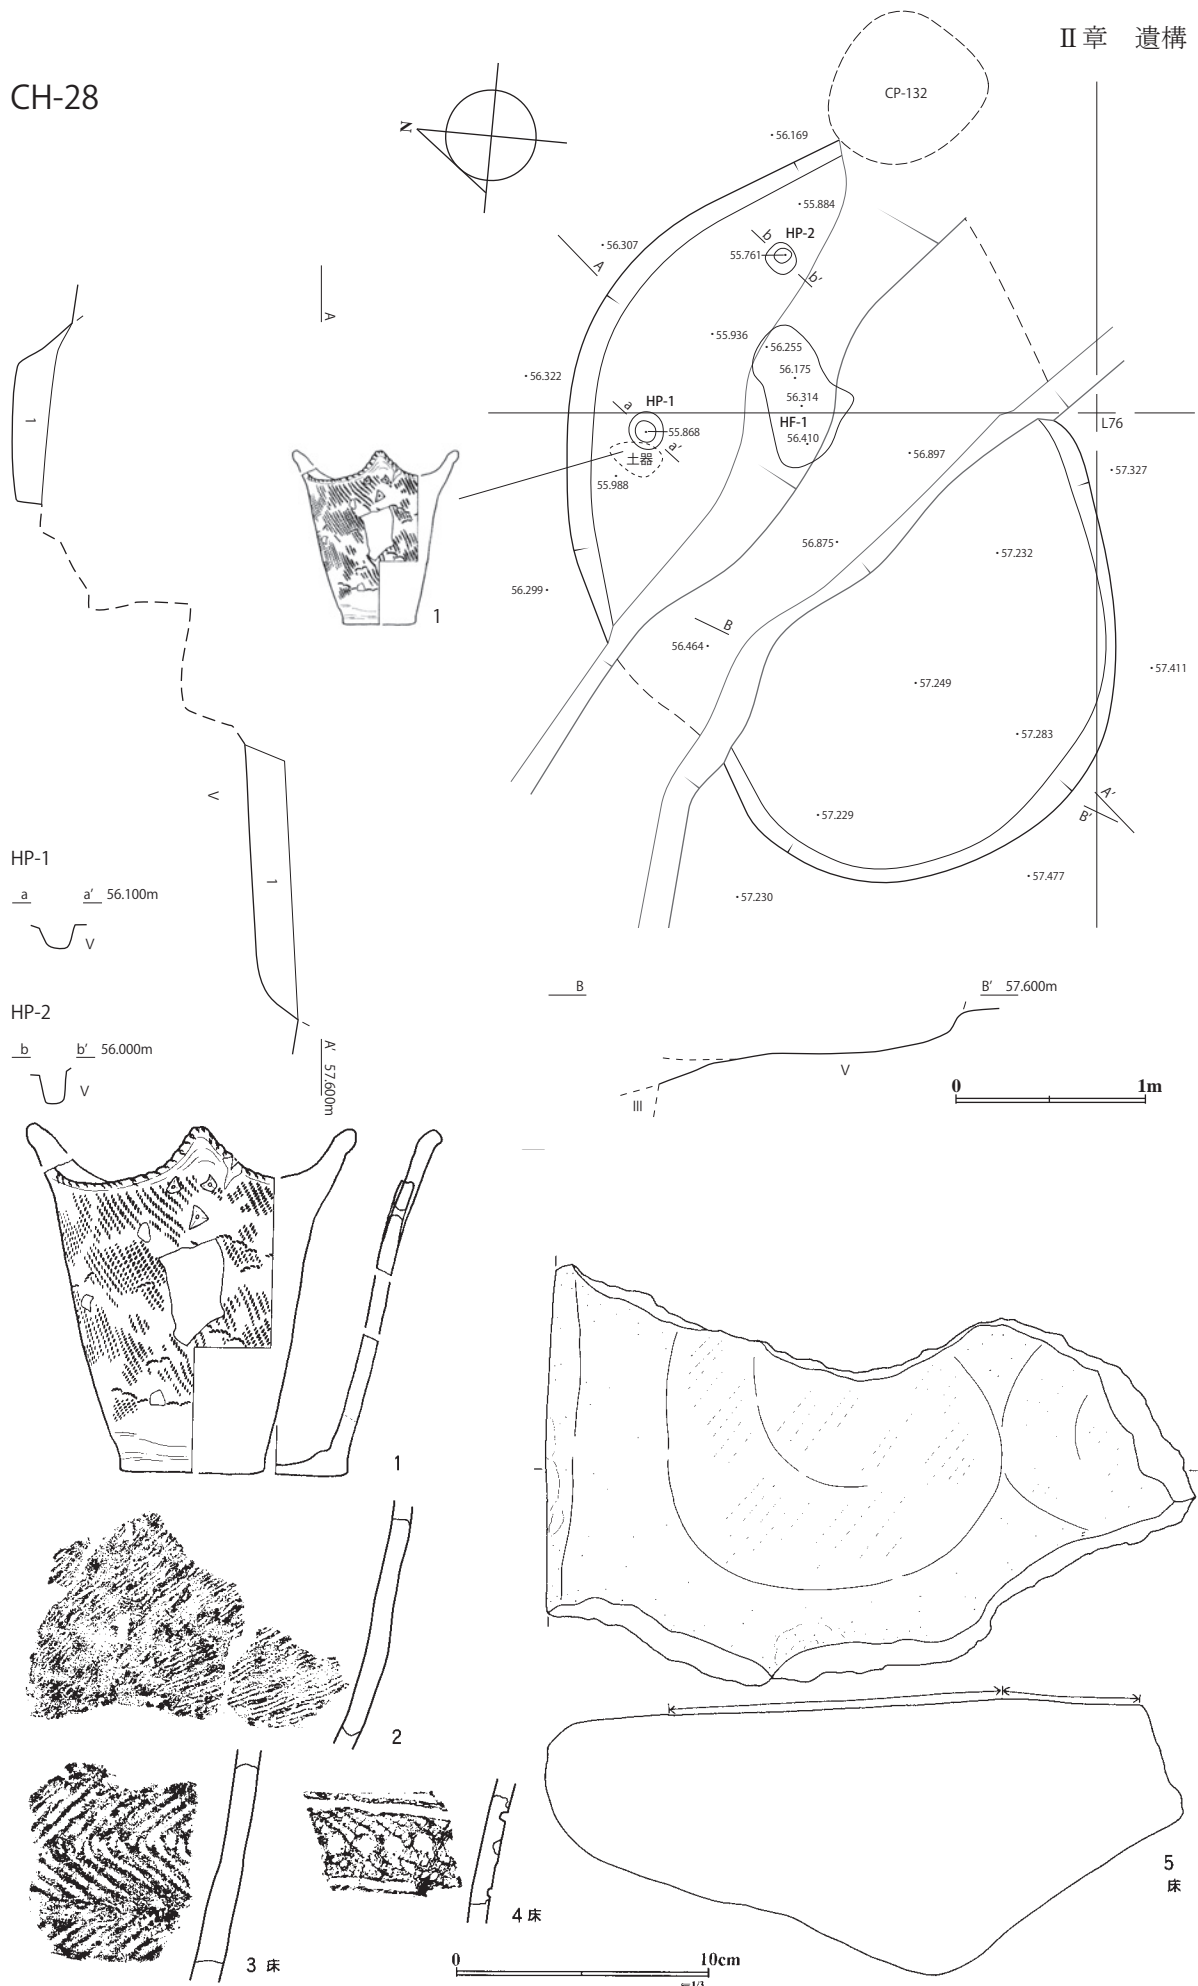 Ⅱ章 遺構
CH-28
N
CP-132
56.169
55.884
b
HP-2
55.761
b'
56.307
A
A
55.936
56.255
56.175
56.314
HF-1
56.410
56.322
a
HP-1
55.868
a'
土器
55.988
L76
56.897
57.327
1
1
56.875
57.232
56.299
B
56.464
57.411
57.249
57.283
V
A'
B'
57.229
57.477
57.230
HP-1
a a' 56.100m
V
1
HP-2
b b' 56.000m
V
A' 57.600m
B B' 57.600m
V
III
0 1m
1
2
3 床
4 床
5
床
0 10cm
=1/3